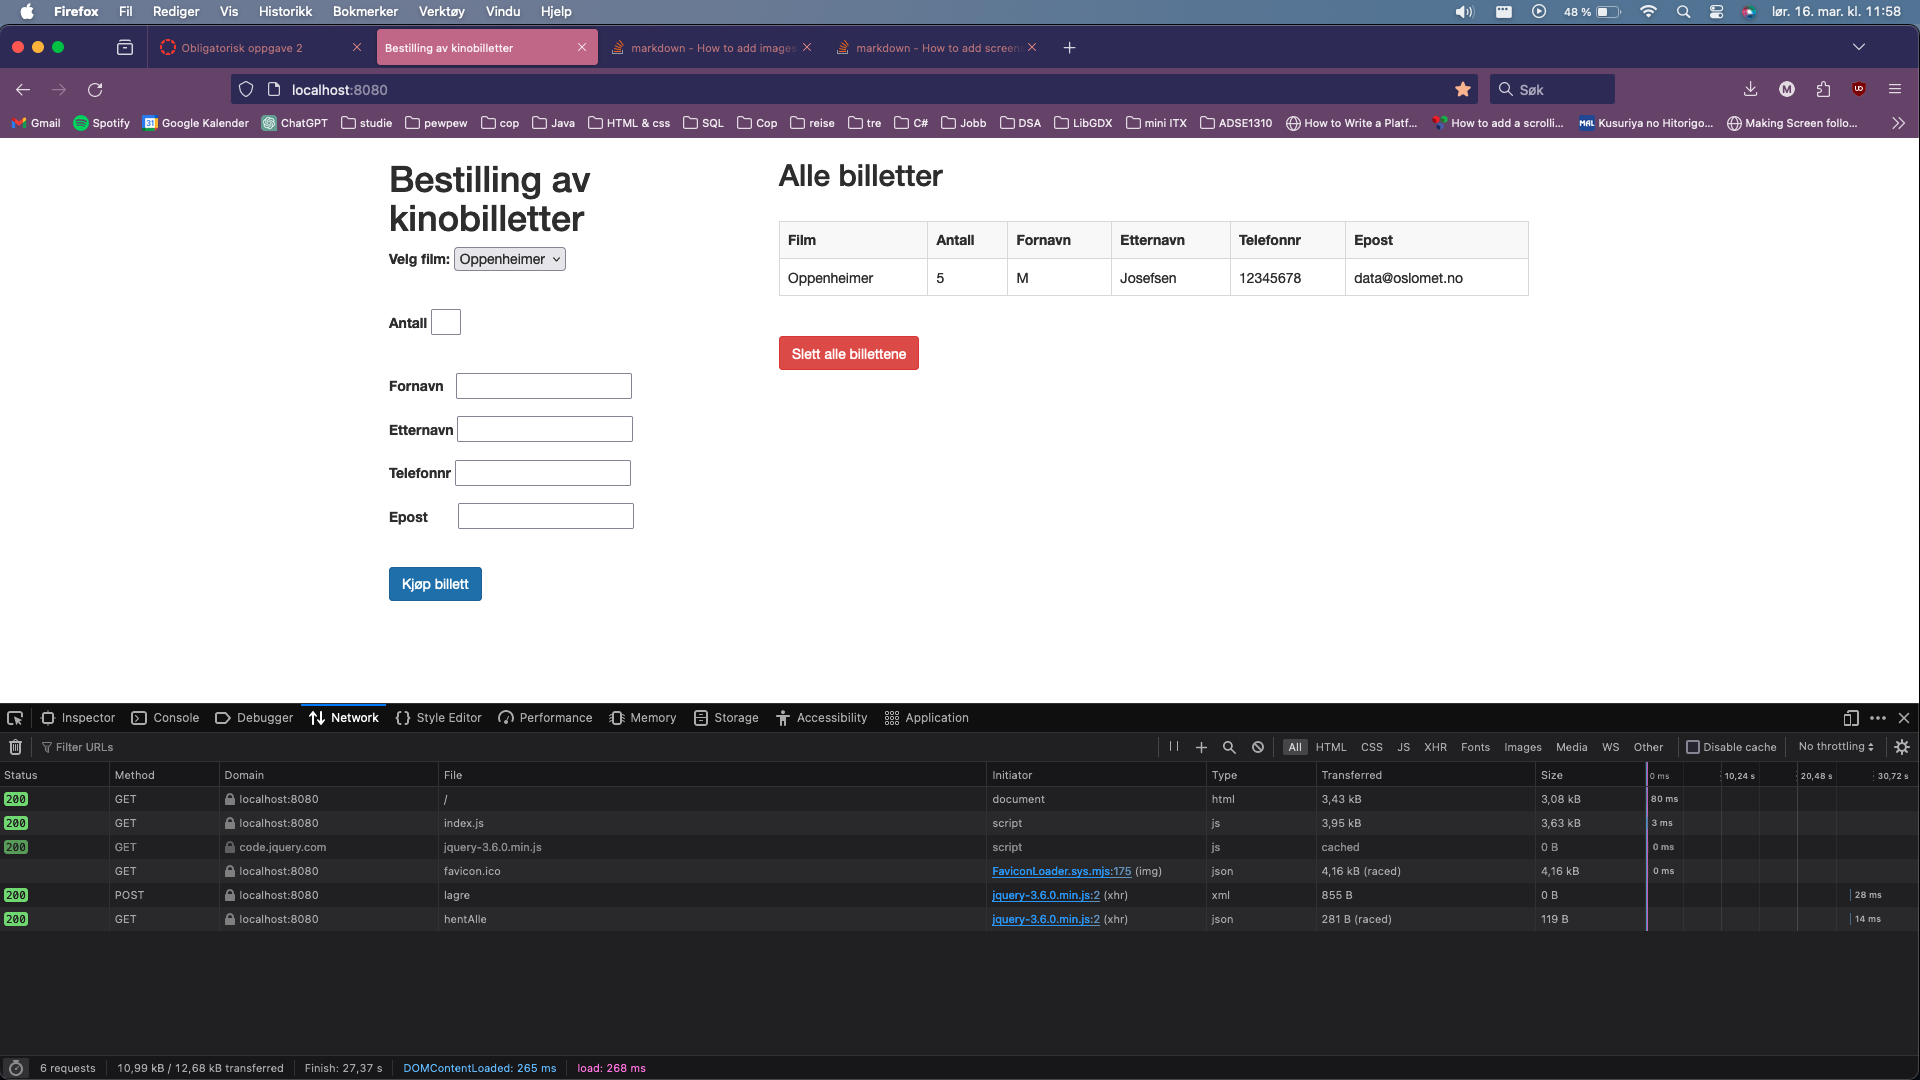 Firefox Fil Rediger Vis Historikk Bokmerker Verktøy Vindu Hjelp 48 % lør. 16. mar. kl. 11:58
Obligatorisk oppgave 2 Bestilling av kinobilletter markdown - How to add images markdown - How to add screen
localhost:8080 Søk M
Gmail Spotify 31 Google Kalender ChatGPT studie pewpew cop Java HTML & css SQL Cop reise tre C# Jobb DSA LibGDX mini ITX ADSE1310 How to Write a Platf... How to add a scrolli... MAL Kusuriya no Hitorigo... Making Screen follo...
Bestilling av
kinobilletter
Velg film: Oppenheimer
Antall
Fornavn
Etternavn
Telefonnr
Epost
Kjøp billett
Alle billetter
Film Antall Fornavn Etternavn Telefonnr Epost
Oppenheimer 5 M Josefsen 12345678 data@oslomet.no
Slett alle billettene
Inspector Console Debugger Network Style Editor Performance Memory Storage Accessibility Application
Filter URLs All HTML CSS JS XHR Fonts Images Media WS Other Disable cache No throttling
Status Method Domain File Initiator Type Transferred Size 0 ms 10,24 s 20,48 s 30,72 s
200 GET localhost:8080 / document html 3,43 kB 3,08 kB 80 ms
200 GET localhost:8080 index.js script js 3,95 kB 3,63 kB 3 ms
200 GET code.jquery.com jquery-3.6.0.min.js script js cached 0 B 0 ms
GET localhost:8080 favicon.ico FaviconLoader.sys.mjs:175 (img) json 4,16 kB (raced) 4,16 kB 0 ms
200 POST localhost:8080 lagre jquery-3.6.0.min.js:2 (xhr) xml 855 B 0 B 28 ms
200 GET localhost:8080 hentAlle jquery-3.6.0.min.js:2 (xhr) json 281 B (raced) 119 B 14 ms
6 requests 10,99 kB / 12,68 kB transferred Finish: 27,37 s DOMContentLoaded: 265 ms load: 268 ms